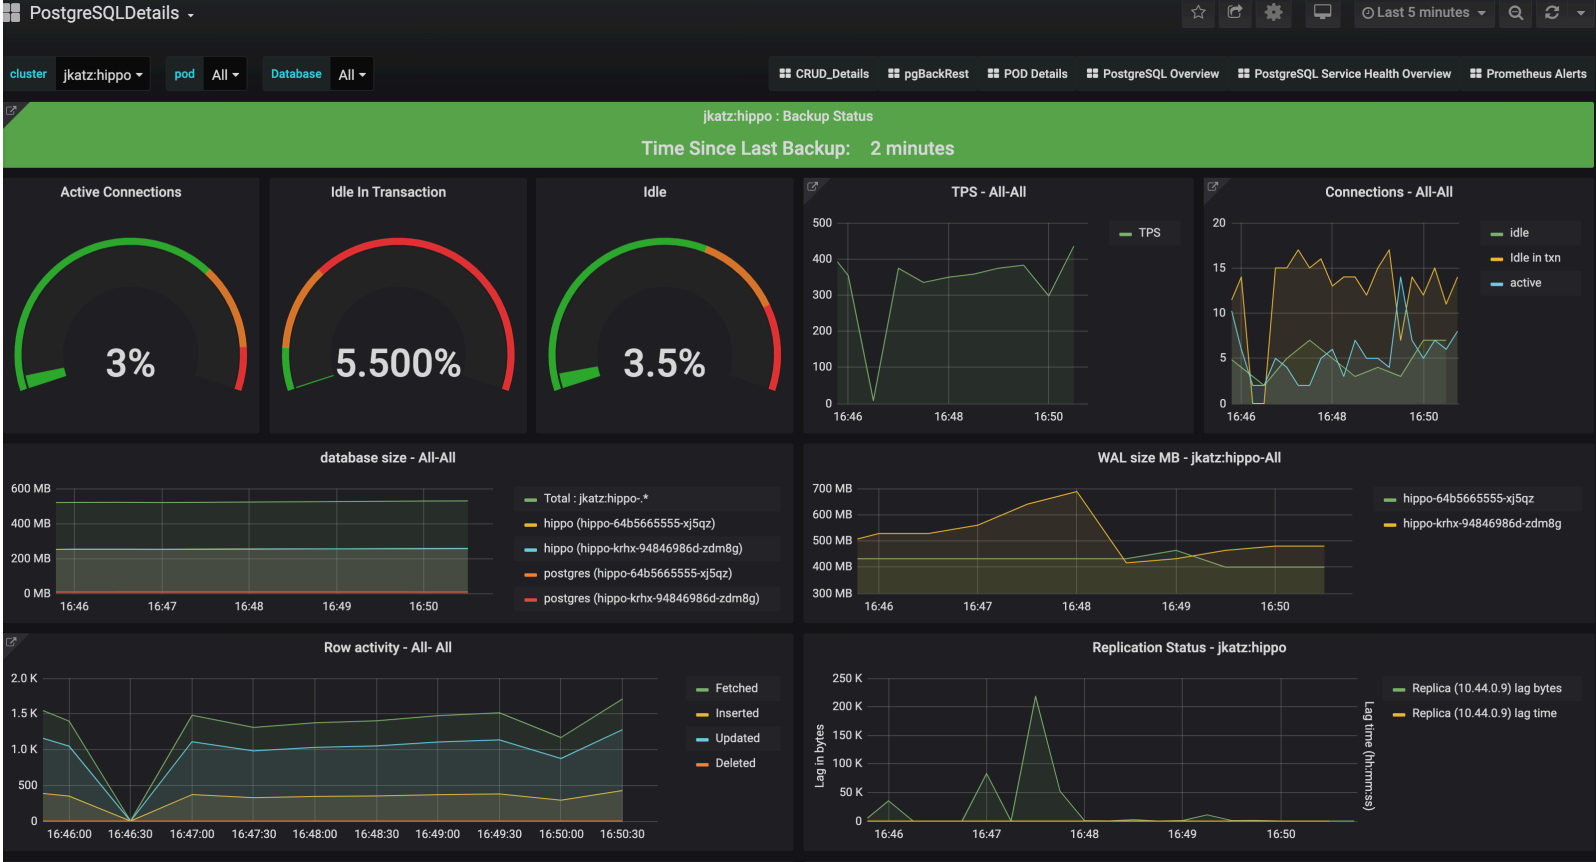 PostgreSQLDetails
Last 5 minutes
cluster jkatz:hippo pod All Database All
CRUD_Details pgBackRest POD Details PostgreSQL Overview PostgreSQL Service Health Overview Prometheus Alerts
jkatz:hippo : Backup Status
Time Since Last Backup: 2 minutes
Active Connections
3%
Idle In Transaction
5.500%
Idle
3.5%
TPS - All-All
500
400
300
200
100
0
16:46 16:48 16:50
TPS
Connections - All-All
20
15
10
5
0
16:46 16:48 16:50
idle
Idle in txn
active
database size - All-All
600 MB
400 MB
200 MB
0 MB
16:46 16:47 16:48 16:49 16:50
Total : jkatz:hippo-.*
hippo (hippo-64b5665555-xj5qz)
hippo (hippo-krhx-94846986d-zdm8g)
postgres (hippo-64b5665555-xj5qz)
postgres (hippo-krhx-94846986d-zdm8g)
WAL size MB - jkatz:hippo-All
700 MB
600 MB
500 MB
400 MB
300 MB
16:46 16:47 16:48 16:49 16:50
hippo-64b5665555-xj5qz
hippo-krhx-94846986d-zdm8g
Row activity - All- All
2.0 K
1.5 K
1.0 K
500
0
16:46:00 16:46:30 16:47:00 16:47:30 16:48:00 16:48:30 16:49:00 16:49:30 16:50:00 16:50:30
Fetched
Inserted
Updated
Deleted
Replication Status - jkatz:hippo
Lag in bytes
250 K
200 K
150 K
100 K
50 K
0
16:46 16:47 16:48 16:49 16:50
Lag time (hh:mm:ss)
Replica (10.44.0.9) lag bytes
Replica (10.44.0.9) lag time